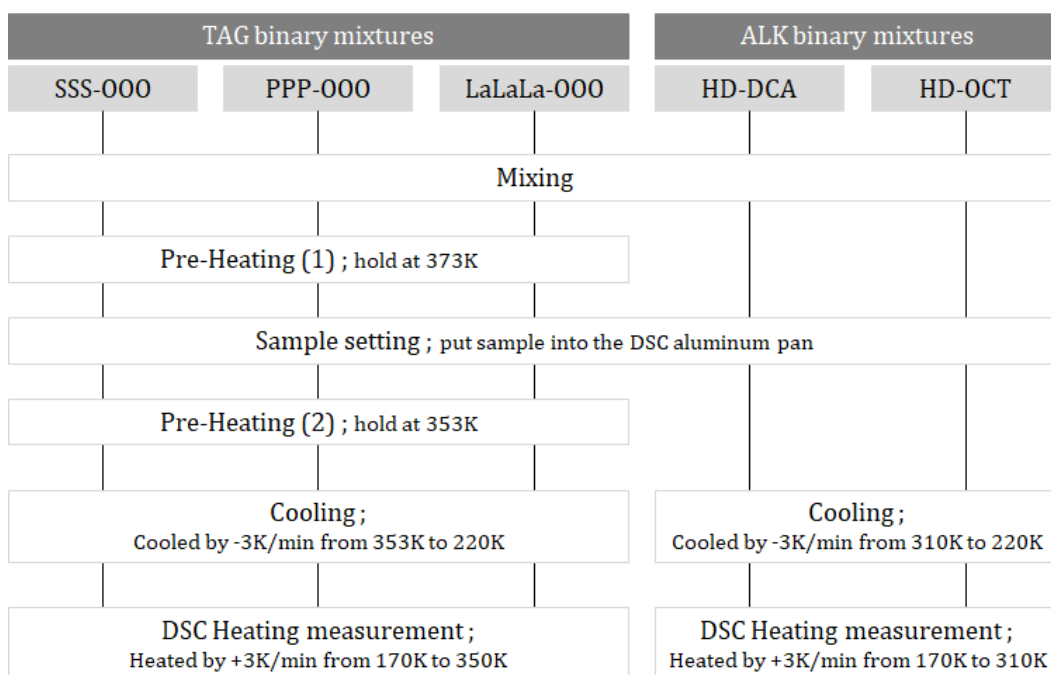 TAG binary mixtures
ALK binary mixtures
SSS-OOO
PPP-OOO
LaLaLa-OOO
HD-DCA
HD-OCT
Mixing
Pre-Heating (1) ; hold at 373K
Sample setting ; put sample into the DSC aluminum pan
Pre-Heating (2) ; hold at 353K
Cooling ;
Cooled by -3K/min from 353K to 220K
Cooling ;
Cooled by -3K/min from 310K to 220K
DSC Heating measurement ;
Heated by +3K/min from 170K to 350K
DSC Heating measurement ;
Heated by +3K/min from 170K to 310K